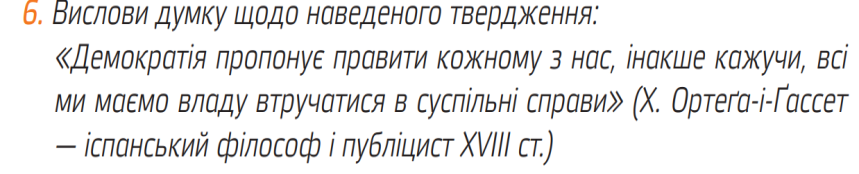 6. Вислови думку щодо наведеного твердження:
«Демократія пропонує правити кожному з нас, інакше кажучи, всі
ми маємо владу втручатися в суспільні справи» (Х. Ортеґа-і-Ґассет
— іспанський філософ і публіцист XVIII ст.)